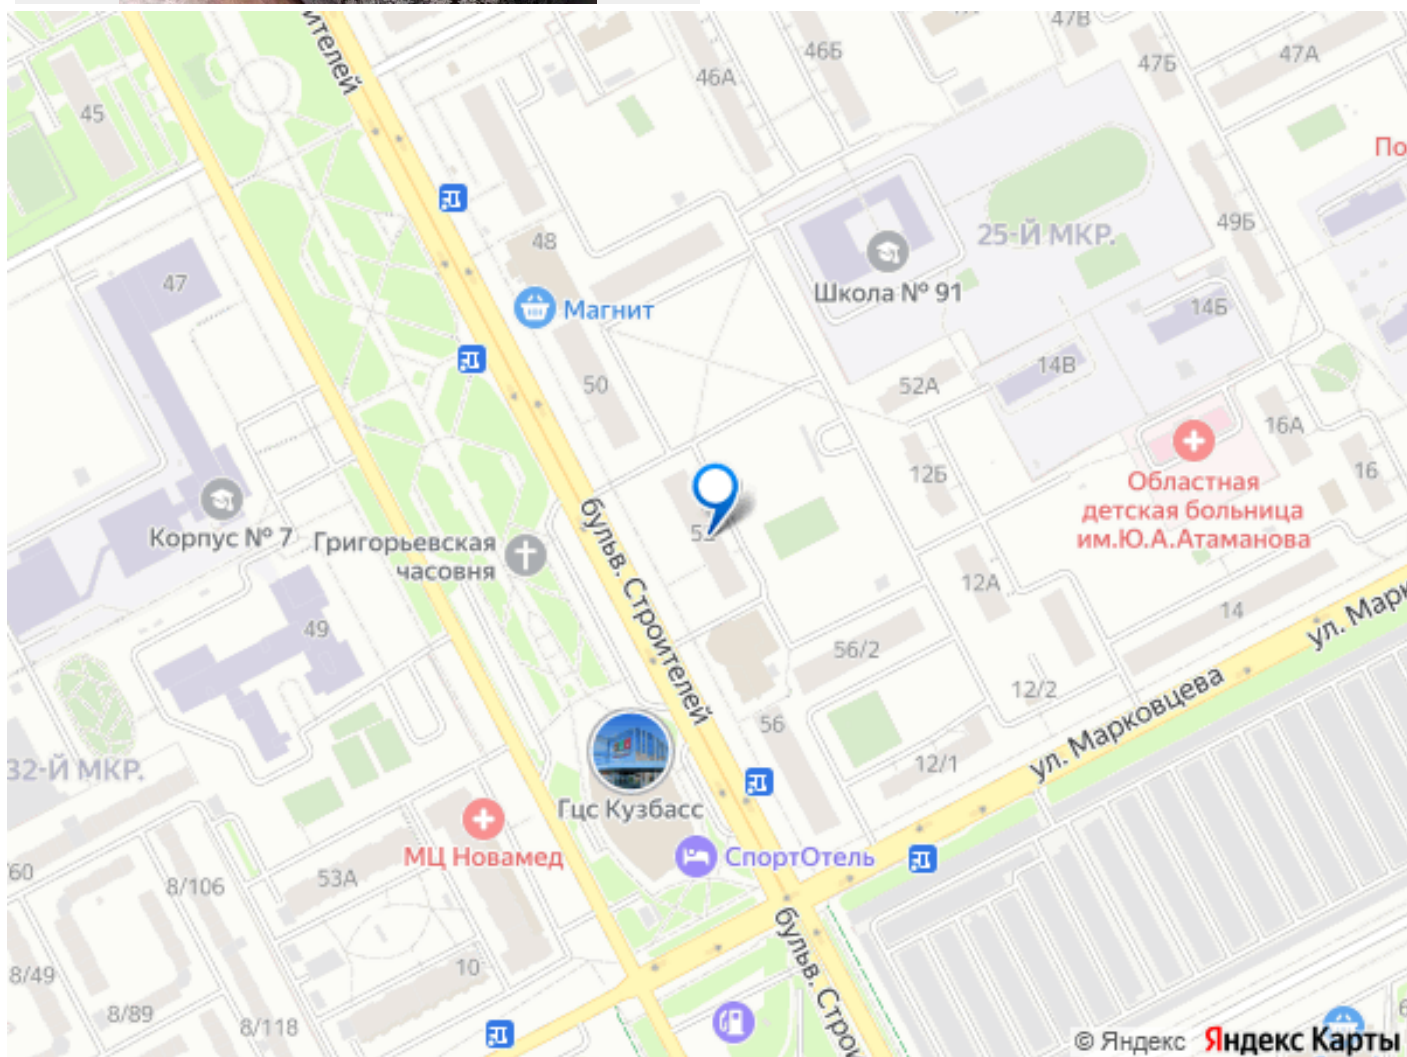 47В
46Б
47А
46А
47Б
45
ителей
По
49Б
48
25-Й МКР.
47
Школа № 91
Магнит
14Б
14В
50
52А
16А
12Б
16
Областная
детская больница
им.Ю.А.Атаманова
Корпус № 7
Григорьевская
часовня
бульв. Строителей
12А
14
ул. Марк
49
56/2
12/2
ул. Марковцева
56
32-Й МКР.
12/1
Гцс Кузбасс
МЦ Новамед
СпортОтель
60
8/106
53А
бульв. Строи
10
8/49
8/89
8/118
© Яндекс Яндекс Карты